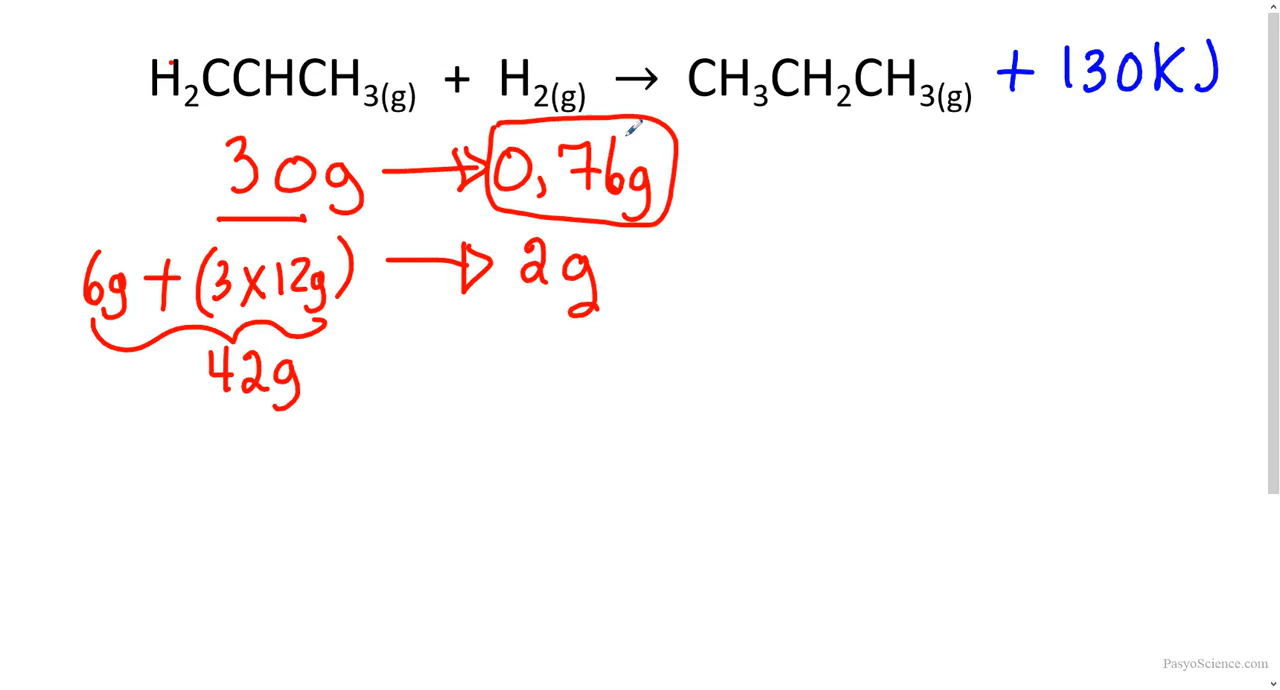 H₂CCHCH₃(g) + H₂(g) → CH₃CH₂CH₃(g) + 130KJ
30g → 0,76g
6g + (3x12g) → 2g
42g
PasyoScience.com